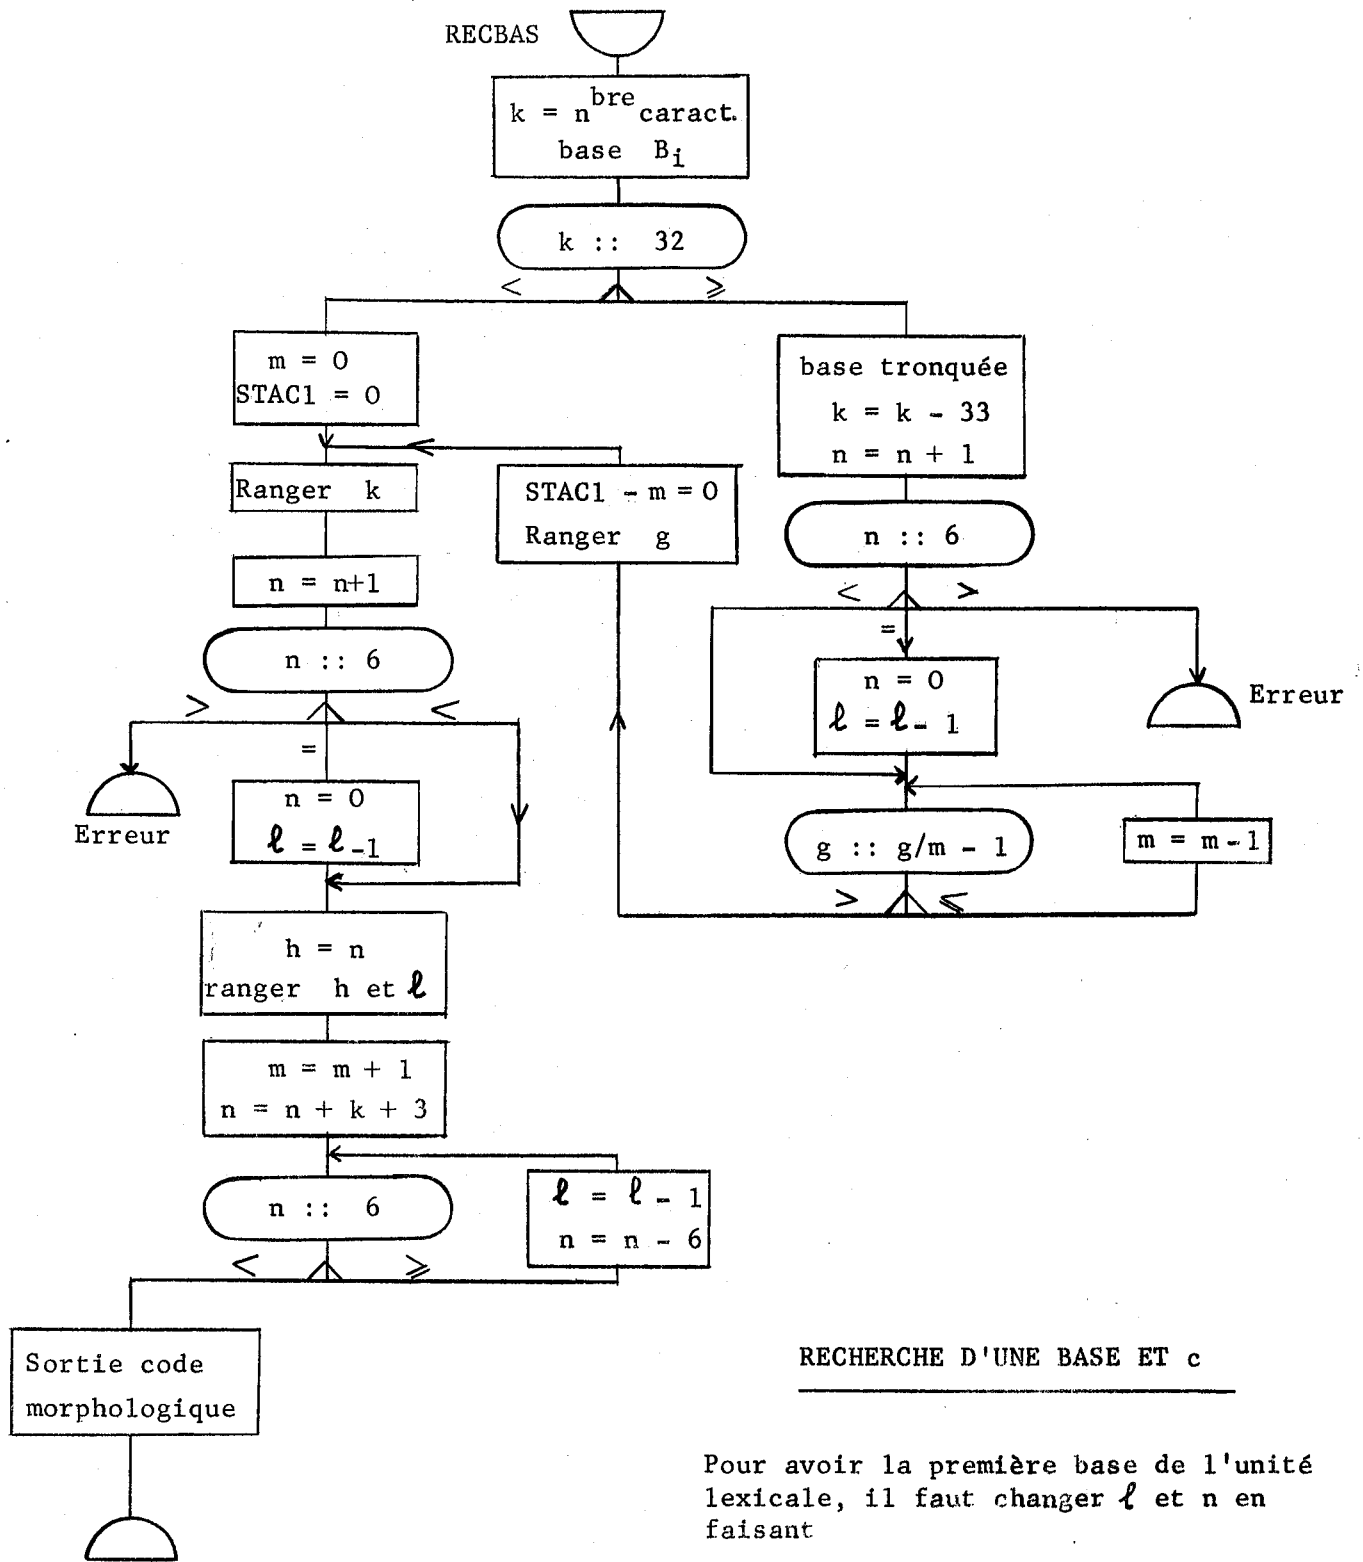 RECBAS
k = n bre caract.
base Bi
k :: 32
< ⩾
m = 0
STAC1 = 0
base tronquée
k = k - 33
n = n + 1
Ranger k
STAC1 - m = 0
Ranger g
n :: 6
n = n+1
< >
=
n :: 6
n = 0
ℓ = ℓ - 1
Erreur
> <
=
n = 0
ℓ = ℓ -1
Erreur
g :: g/m - 1
m = m-1
> ⩽
h = n
ranger h et ℓ
m = m + 1
n = n + k + 3
n :: 6
ℓ = ℓ - 1
n = n - 6
< ⩾
Sortie code
morphologique
RECHERCHE D'UNE BASE ET c
Pour avoir la première base de l'unité
lexicale, il faut changer ℓ et n en
faisant